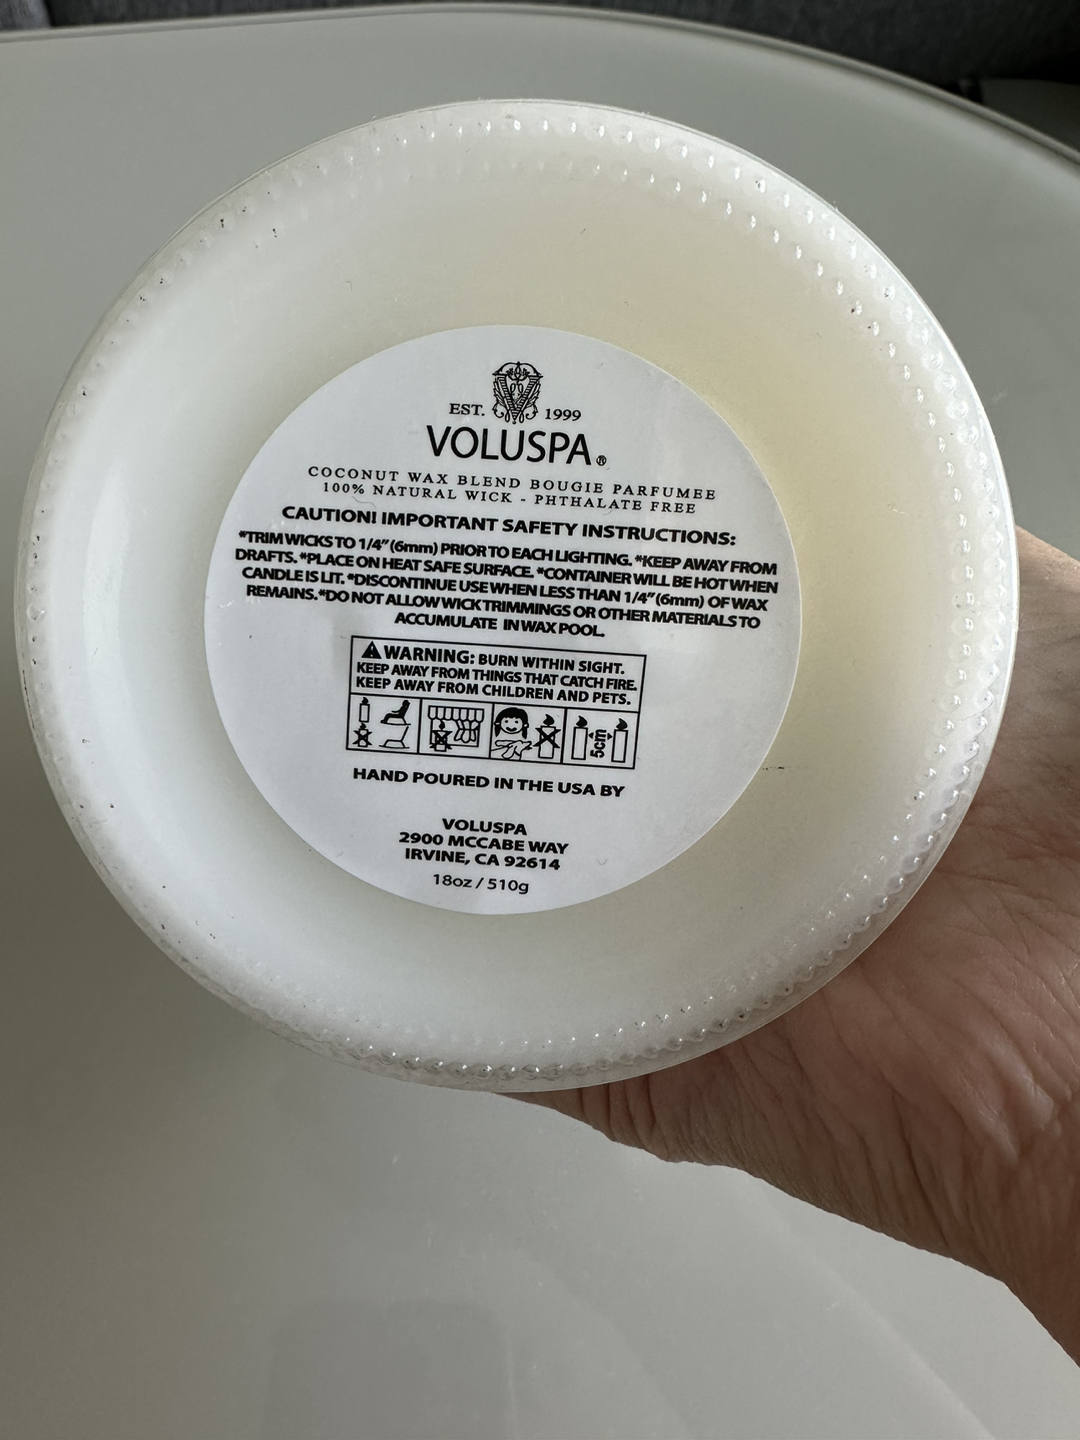 EST. 1999
VOLUSPA®
COCONUT WAX BLEND BOUGIE PARFUMEE
100% NATURAL WICK - PHTHALATE FREE
CAUTION! IMPORTANT SAFETY INSTRUCTIONS:
*TRIM WICKS TO 1/4” (6mm) PRIOR TO EACH LIGHTING. *KEEP AWAY FROM
DRAFTS. *PLACE ON HEAT SAFE SURFACE. *CONTAINER WILL BE HOT WHEN
CANDLE IS LIT. *DISCONTINUE USE WHEN LESS THAN 1/4” (6mm) OF WAX
REMAINS. *DO NOT ALLOW WICK TRIMMINGS OR OTHER MATERIALS TO
ACCUMULATE IN WAX POOL.
WARNING: BURN WITHIN SIGHT.
KEEP AWAY FROM THINGS THAT CATCH FIRE.
KEEP AWAY FROM CHILDREN AND PETS.
5cm
HAND POURED IN THE USA BY
VOLUSPA
2900 MCCABE WAY
IRVINE, CA 92614
18oz / 510g